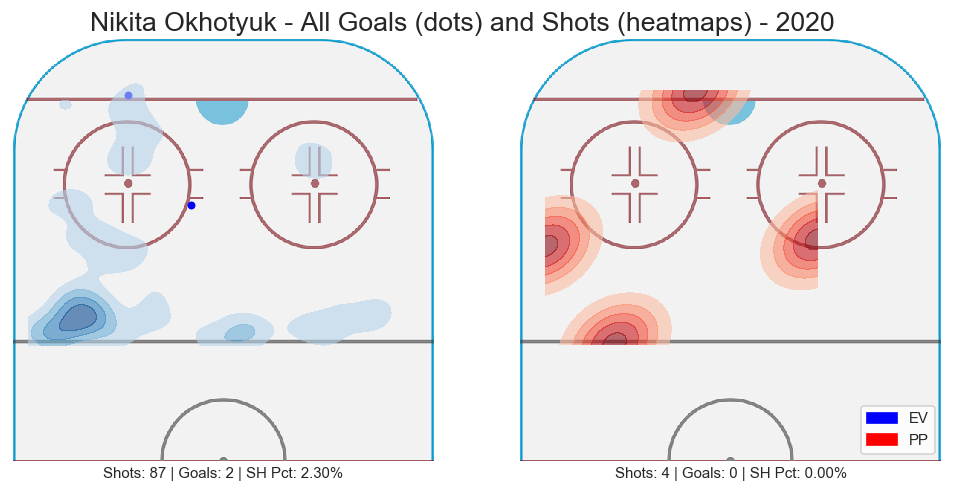 Nikita Okhotyuk - All Goals (dots) and Shots (heatmaps) - 2020
EV
PP
Shots: 87 | Goals: 2 | SH Pct: 2.30%
Shots: 4 | Goals: 0 | SH Pct: 0.00%